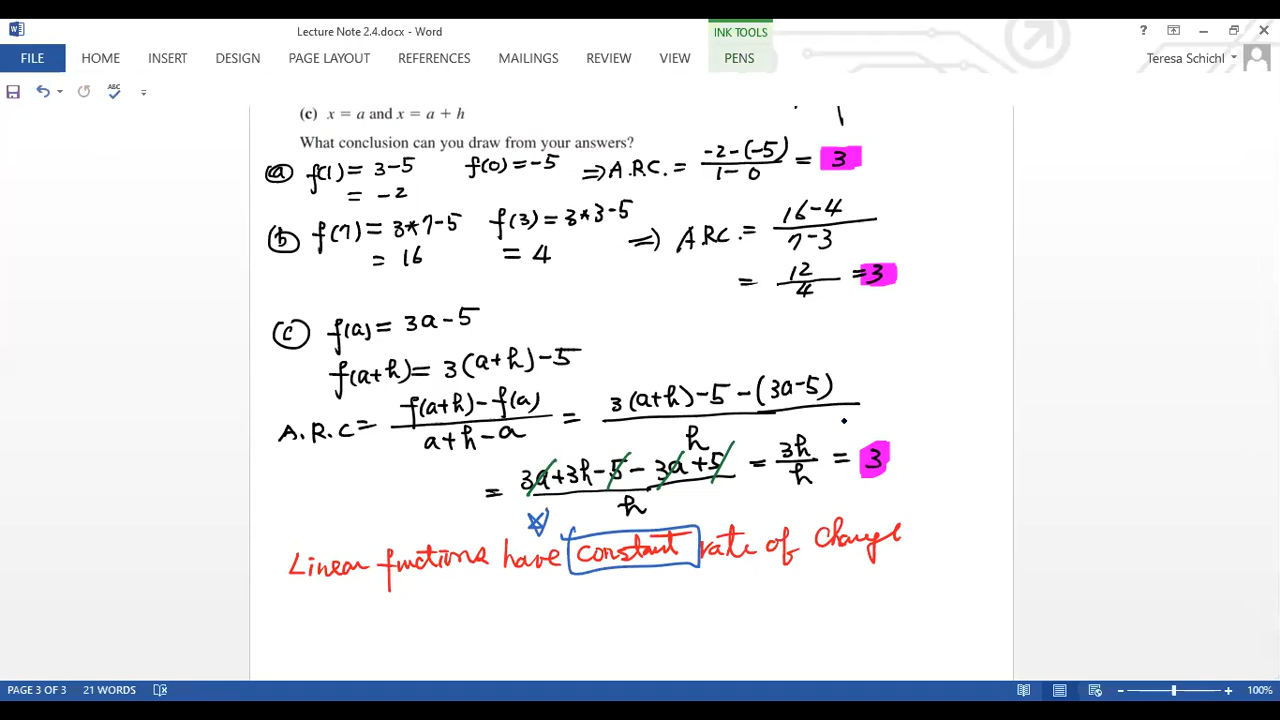 Lecture Note 2.4.docx - Word
INK TOOLS
?
FILE HOME INSERT DESIGN PAGE LAYOUT REFERENCES MAILINGS REVIEW VIEW PENS
Teresa Schichl
ABC
(c) x = a and x = a + h
What conclusion can you draw from your answers?
(a) f(1) = 3-5 f(0) = -5 ⇒ A.R.C. = (-2-(-5))/(1-0) = 3
= -2
(b) f(7) = 3*7-5 f(3) = 3*3-5 ⇒ A.R.C. = (16-4)/(7-3)
= 16 = 4
= 12/4 = 3
(c) f(a) = 3a-5
f(a+h) = 3(a+h)-5
A.R.C = (f(a+h)-f(a))/(a+h-a) = (3(a+h)-5-(3a-5))/h
= (3a+3h-5-3a+5)/h = 3h/h = 3
Linear functions have constant rate of change
PAGE 3 OF 3 21 WORDS
100%